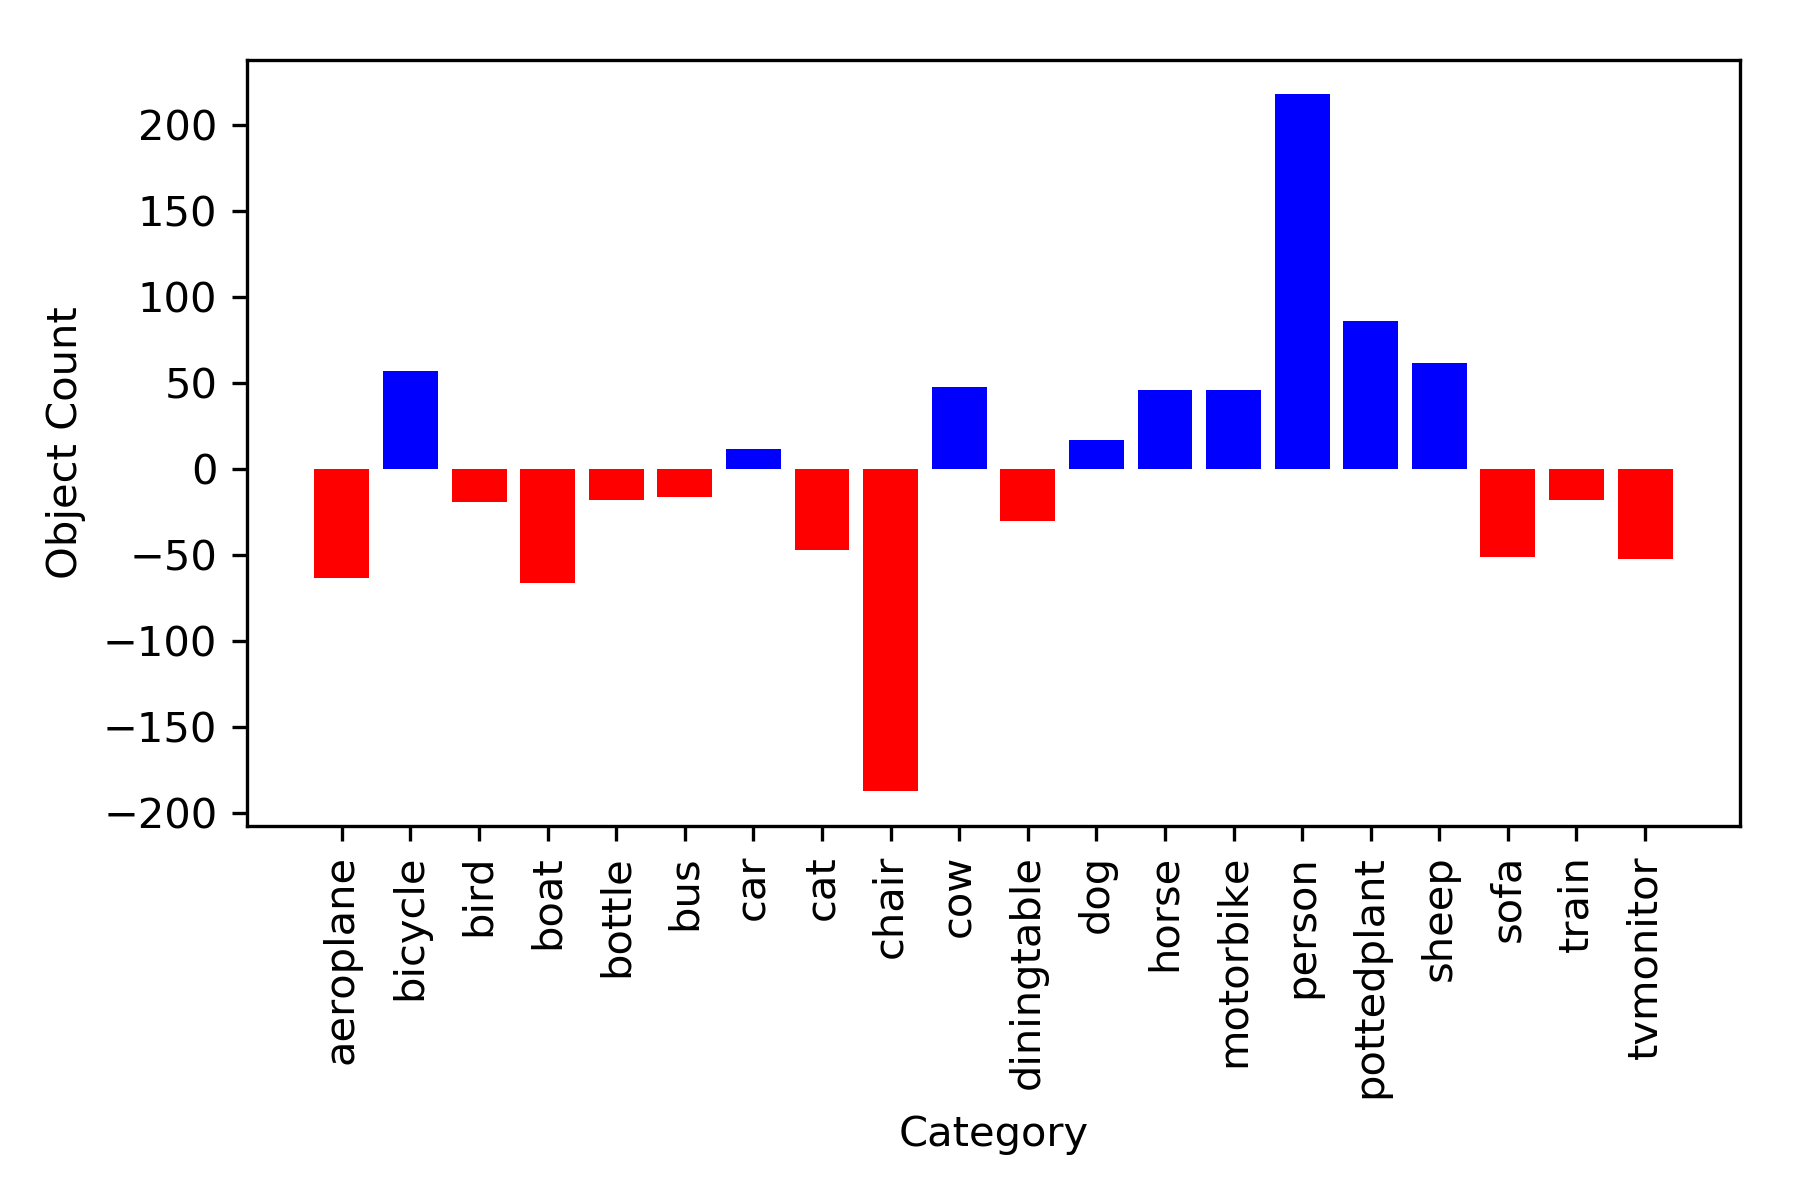 200
150
100
50
0
−50
−100
−150
−200
Object Count
aeroplane
bicycle
bird
boat
bottle
bus
car
cat
chair
cow
diningtable
dog
horse
motorbike
person
pottedplant
sheep
sofa
train
tvmonitor
Category